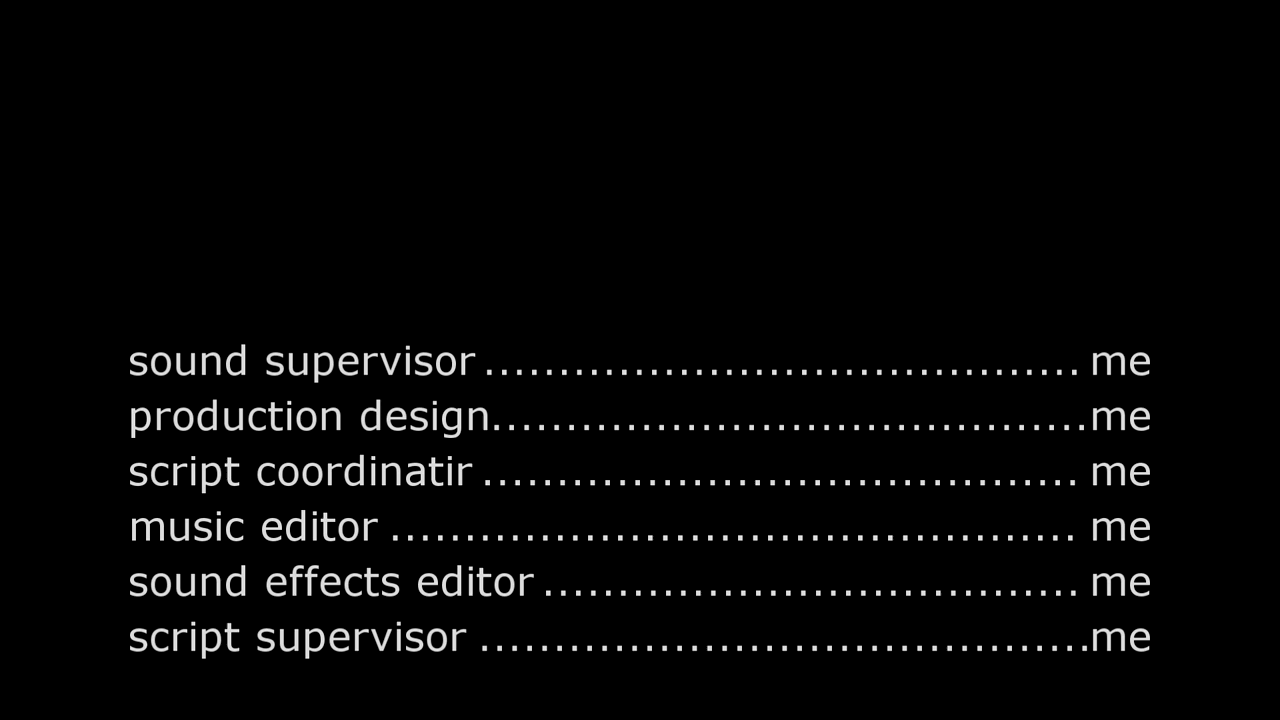 sound supervisor ........................................ me
production design........................................me
script coordinatir ........................................ me
music editor .............................................. me
sound effects editor .................................... me
script supervisor .........................................me